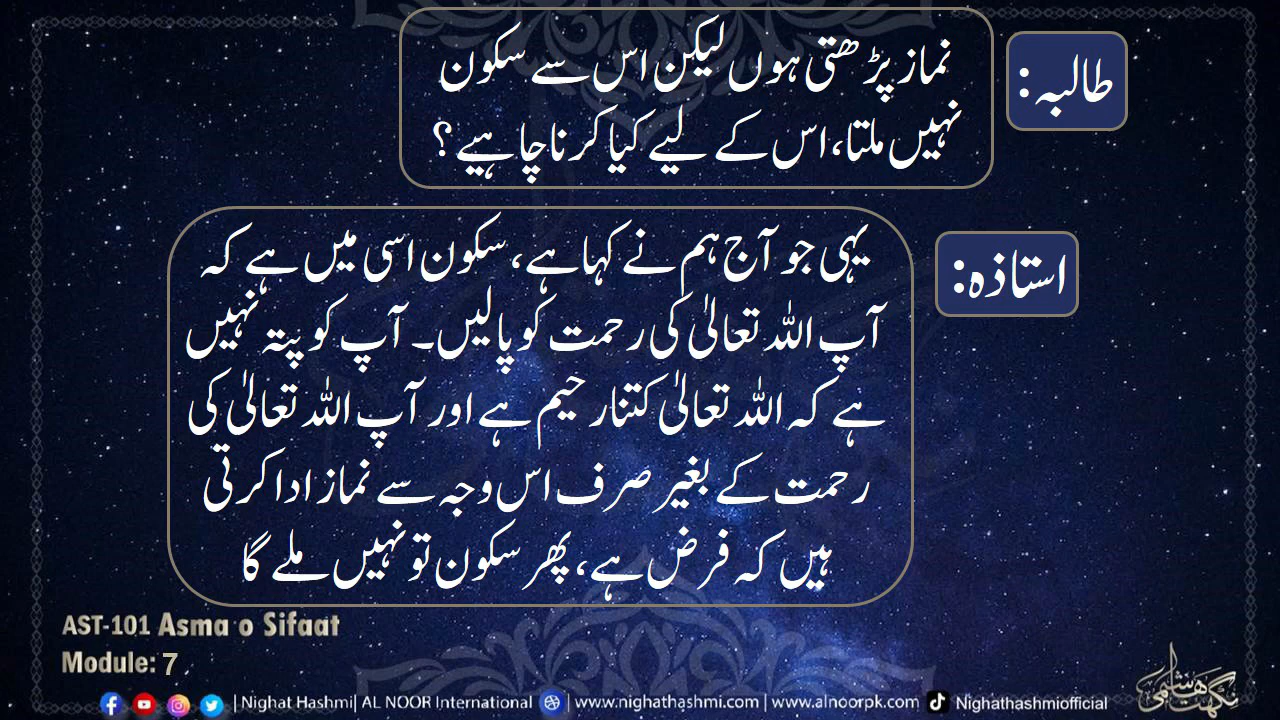 طالبہ:
نماز پڑھتی ہوں لیکن اس سے سکون
نہیں ملتا، اس کے لیے کیا کرنا چاہیے؟
استاذہ:
یہی جو آج ہم نے کہا ہے، سکون اسی میں ہے کہ
آپ اللہ تعالیٰ کی رحمت کو پالیں۔ آپ کو پتہ نہیں
ہے کہ اللہ تعالیٰ کتنا رحیم ہے اور آپ اللہ تعالیٰ کی
رحمت کے بغیر صرف اس وجہ سے نماز ادا کرتی
ہیں کہ فرض ہے، پھر سکون تو نہیں ملے گا
AST-101 Asma o Sifaat
Module: 7
| Nighat Hashmi| AL NOOR International | www.nighathashmi.com | www.alnoorpk.com Nighathashmiofficial
نگہت ہاشمی